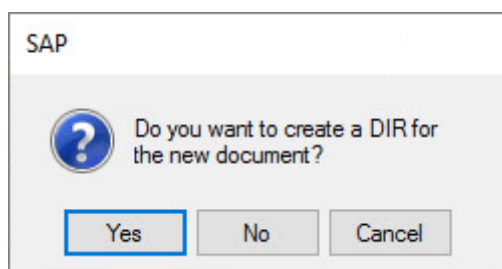 SAP
Do you want to create a DIR for
the new document?
Yes No Cancel